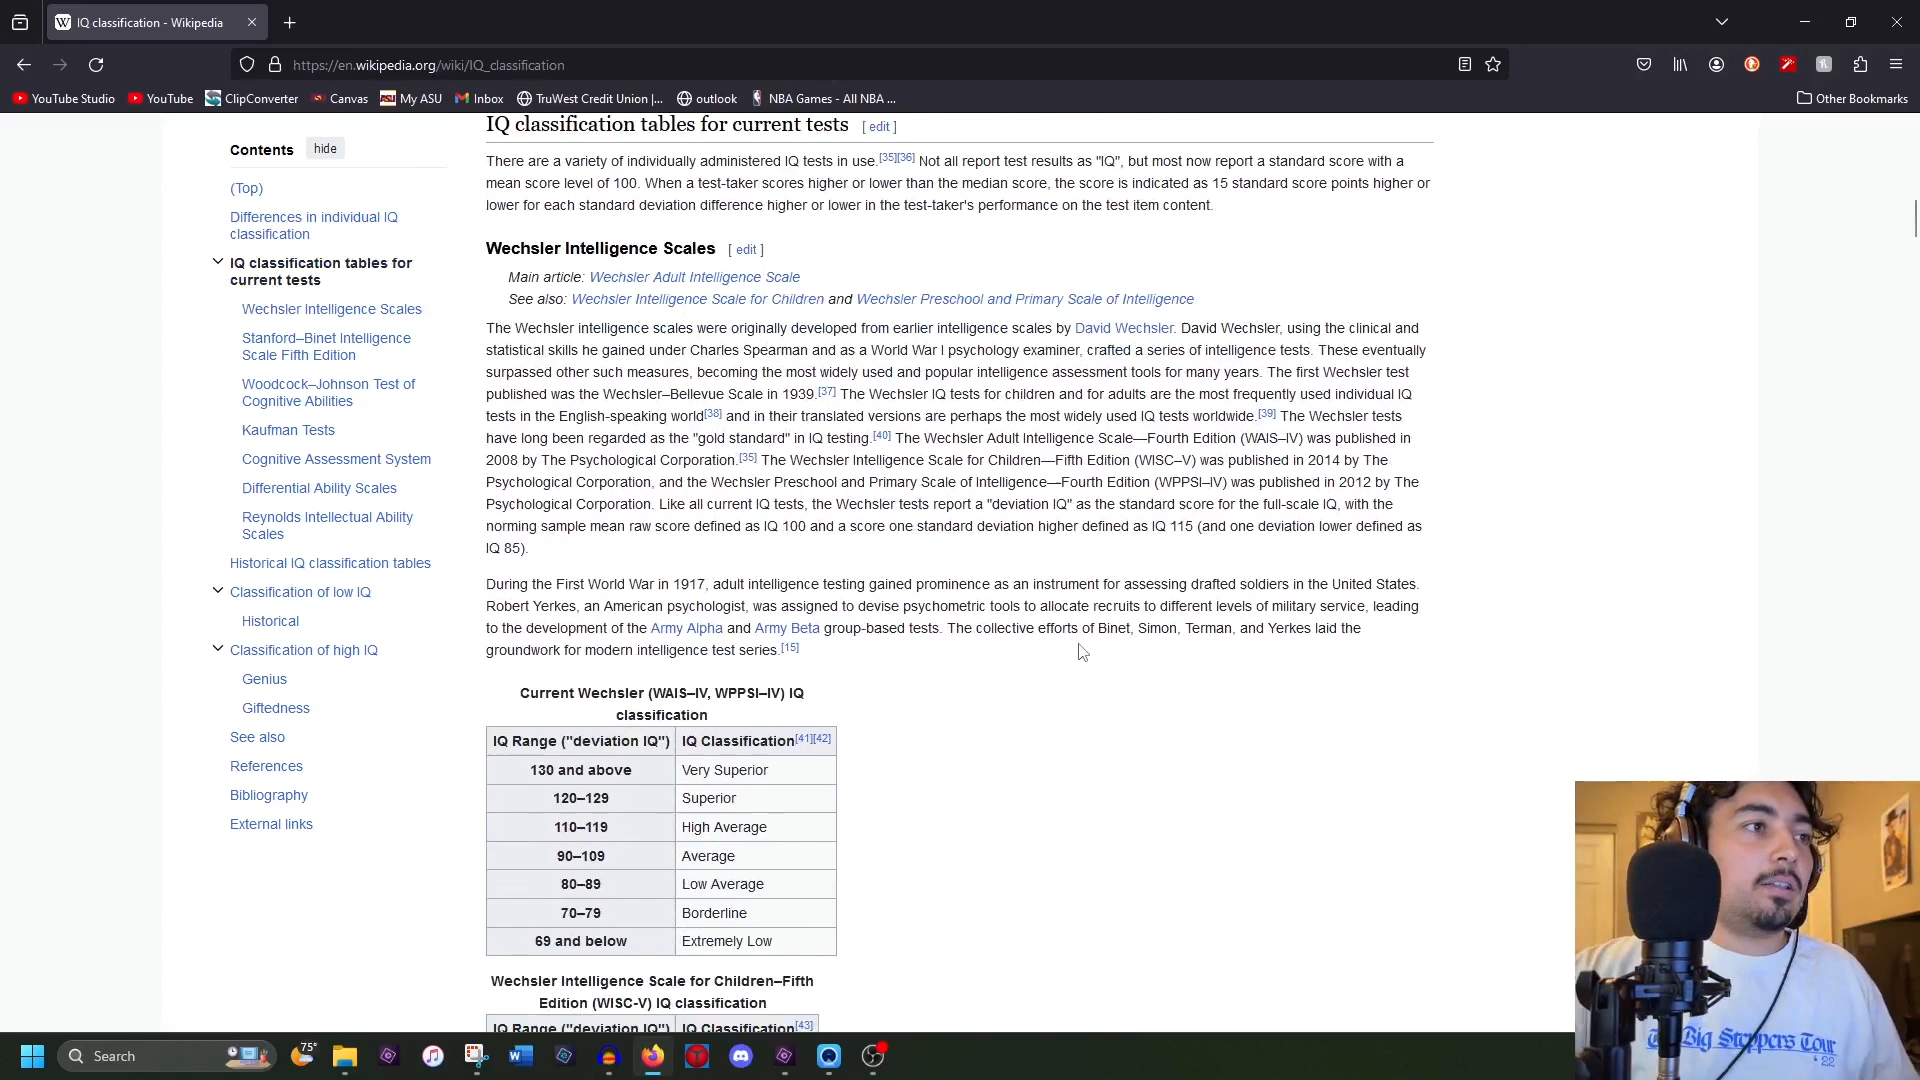 IQ classification - Wikipedia
https://en.wikipedia.org/wiki/IQ_classification
YouTube Studio
YouTube
ClipConverter
Canvas
My ASU
Inbox
TruWest Credit Union |...
outlook
NBA Games - All NBA ...
Other Bookmarks
Contents
hide
(Top)
Differences in individual IQ
classification
IQ classification tables for
current tests
Wechsler Intelligence Scales
Stanford–Binet Intelligence
Scale Fifth Edition
Woodcock–Johnson Test of
Cognitive Abilities
Kaufman Tests
Cognitive Assessment System
Differential Ability Scales
Reynolds Intellectual Ability
Scales
Historical IQ classification tables
Classification of low IQ
Historical
Classification of high IQ
Genius
Giftedness
See also
References
Bibliography
External links
IQ classification tables for current tests [ edit ]
There are a variety of individually administered IQ tests in use.[35][36] Not all report test results as "IQ", but most now report a standard score with a
mean score level of 100. When a test-taker scores higher or lower than the median score, the score is indicated as 15 standard score points higher or
lower for each standard deviation difference higher or lower in the test-taker's performance on the test item content.
Wechsler Intelligence Scales [ edit ]
Main article: Wechsler Adult Intelligence Scale
See also: Wechsler Intelligence Scale for Children and Wechsler Preschool and Primary Scale of Intelligence
The Wechsler intelligence scales were originally developed from earlier intelligence scales by David Wechsler. David Wechsler, using the clinical and
statistical skills he gained under Charles Spearman and as a World War I psychology examiner, crafted a series of intelligence tests. These eventually
surpassed other such measures, becoming the most widely used and popular intelligence assessment tools for many years. The first Wechsler test
published was the Wechsler–Bellevue Scale in 1939.[37] The Wechsler IQ tests for children and for adults are the most frequently used individual IQ
tests in the English-speaking world[38] and in their translated versions are perhaps the most widely used IQ tests worldwide.[39] The Wechsler tests
have long been regarded as the "gold standard" in IQ testing.[40] The Wechsler Adult Intelligence Scale—Fourth Edition (WAIS–IV) was published in
2008 by The Psychological Corporation.[35] The Wechsler Intelligence Scale for Children—Fifth Edition (WISC–V) was published in 2014 by The
Psychological Corporation, and the Wechsler Preschool and Primary Scale of Intelligence—Fourth Edition (WPPSI–IV) was published in 2012 by The
Psychological Corporation. Like all current IQ tests, the Wechsler tests report a "deviation IQ" as the standard score for the full-scale IQ, with the
norming sample mean raw score defined as IQ 100 and a score one standard deviation higher defined as IQ 115 (and one deviation lower defined as
IQ 85).
During the First World War in 1917, adult intelligence testing gained prominence as an instrument for assessing drafted soldiers in the United States.
Robert Yerkes, an American psychologist, was assigned to devise psychometric tools to allocate recruits to different levels of military service, leading
to the development of the Army Alpha and Army Beta group-based tests. The collective efforts of Binet, Simon, Terman, and Yerkes laid the
groundwork for modern intelligence test series.[15]
Current Wechsler (WAIS–IV, WPPSI–IV) IQ
classification
IQ Range ("deviation IQ") IQ Classification[41][42]
130 and above Very Superior
120–129 Superior
110–119 High Average
90–109 Average
80–89 Low Average
70–79 Borderline
69 and below Extremely Low
Wechsler Intelligence Scale for Children–Fifth
Edition (WISC-V) IQ classification
IQ Range ("deviation IQ") IQ Classification[43]
Big Steppers Tour
'22
Search
75°